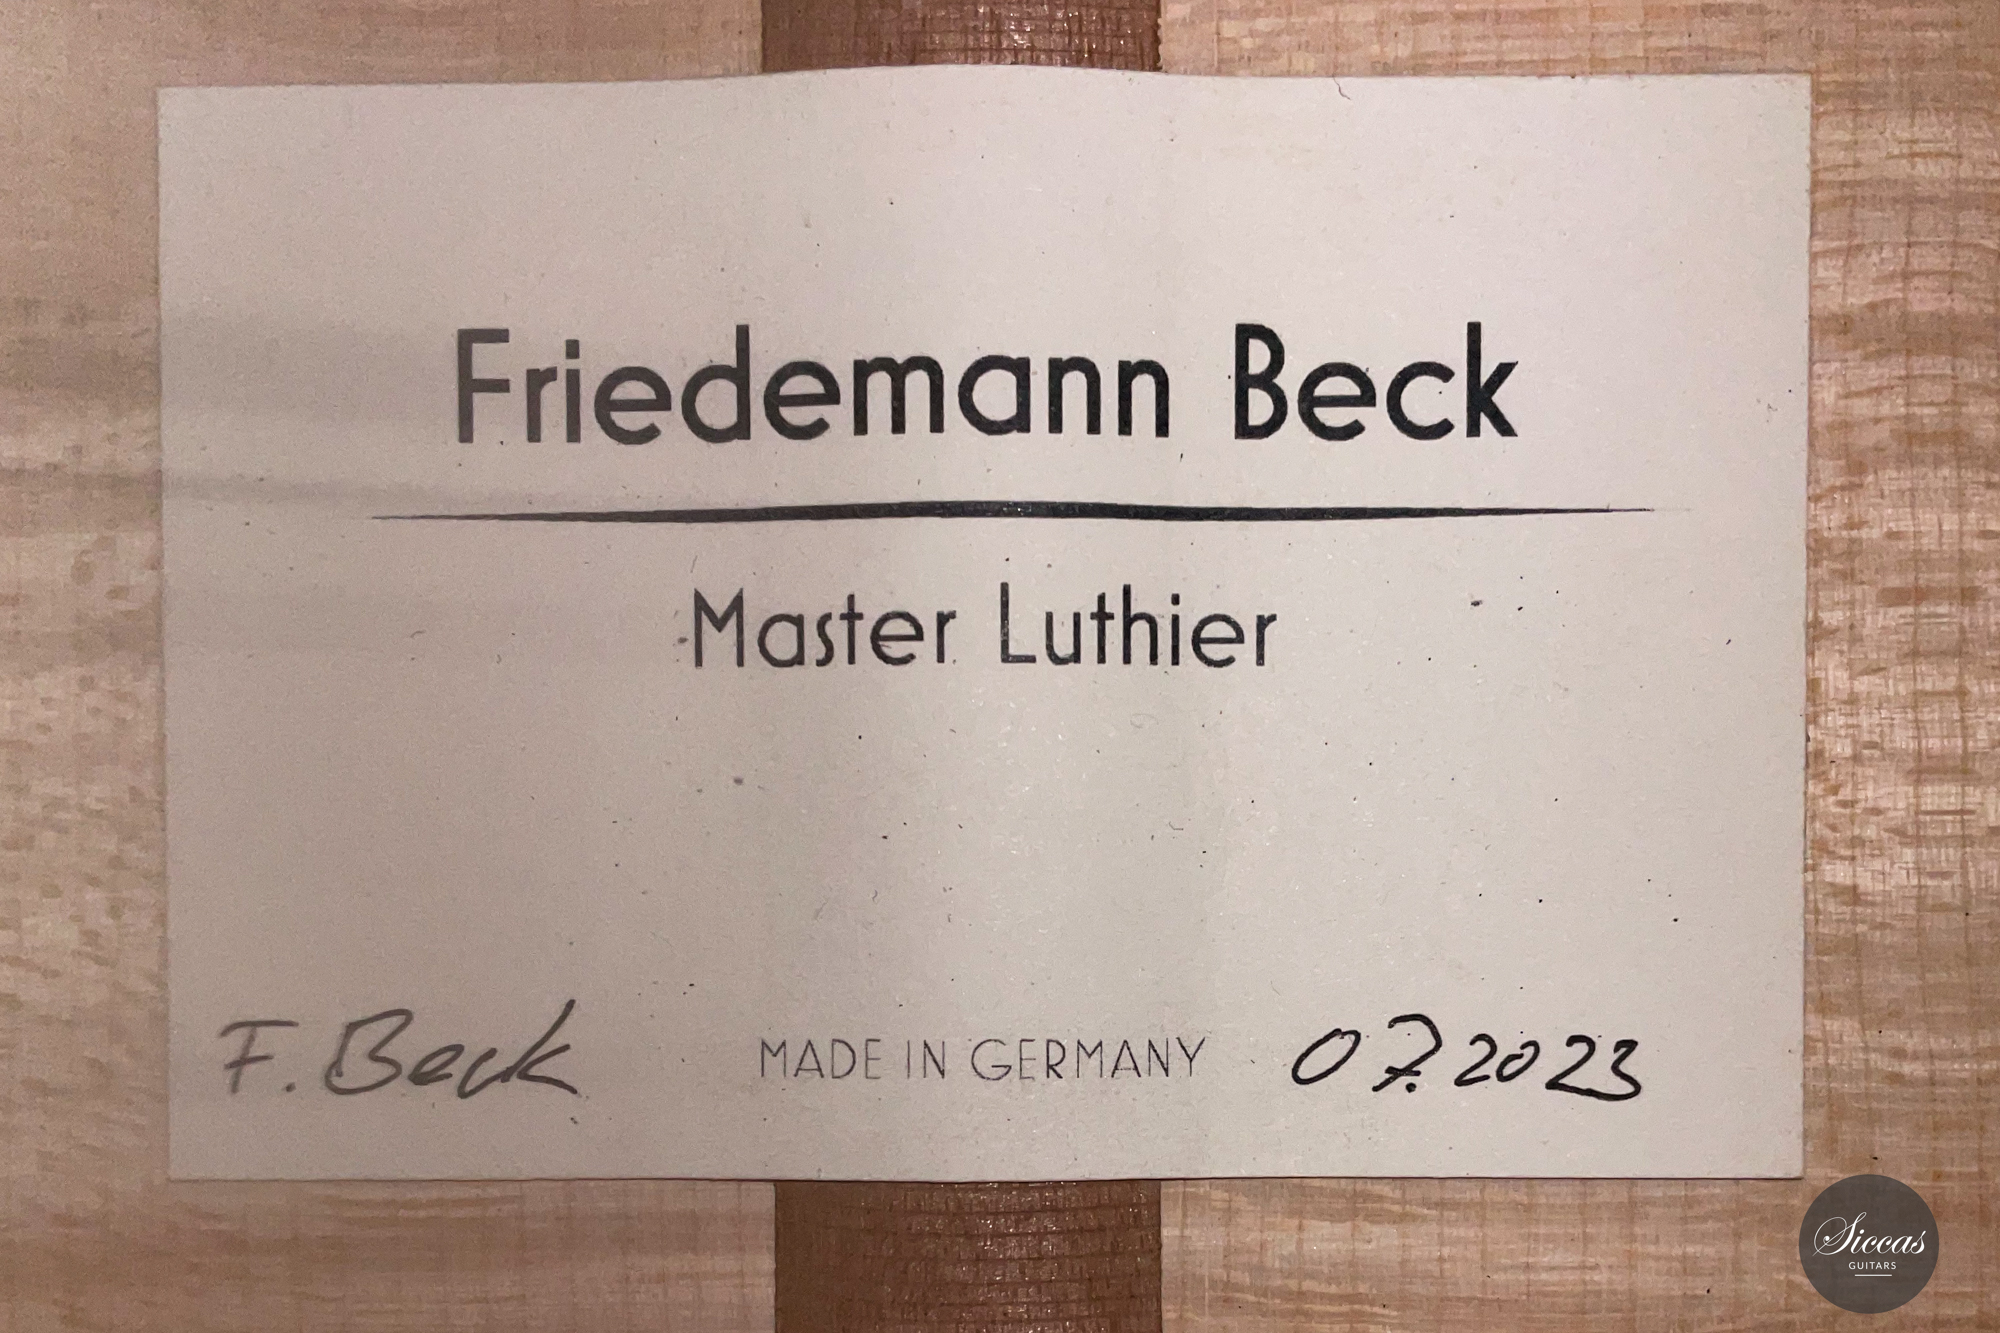 Friedemann Beck
Master Luthier
F. Beck MADE IN GERMANY 07.2023
Siccas
GUITARS